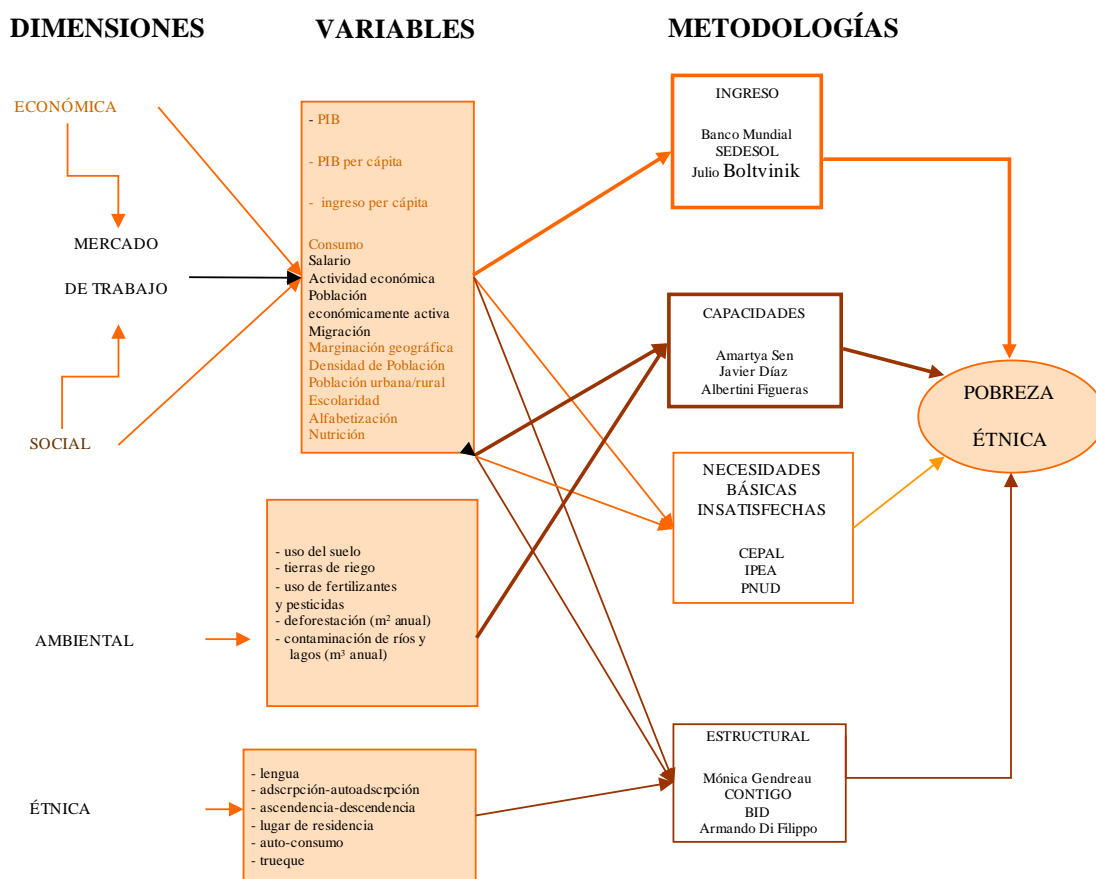 DIMENSIONES
VARIABLES
METODOLOGÍAS
ECONÓMICA
MERCADO
DE TRABAJO
SOCIAL
AMBIENTAL
ÉTNICA
- PIB
- PIB per cápita
- ingreso per cápita
Consumo
Salario
Actividad económica
Población
económicamente activa
Migración
Marginación geográfica
Densidad de Población
Población urbana/rural
Escolaridad
Alfabetización
Nutrición
- uso del suelo
- tierras de riego
- uso de fertilizantes
y pesticidas
- deforestación (m² anual)
- contaminación de ríos y
lagos (m³ anual)
- lengua
- adscrpción-autoadscpción
- ascendencia-descendencia
- lugar de residencia
- auto-consumo
- trueque
INGRESO
Banco Mundial
SEDESOL
Julio Boltvinik
CAPACIDADES
Amartya Sen
Javier Díaz
Albertini Figueras
NECESIDADES
BÁSICAS
INSATISFECHAS
CEPAL
IPEA
PNUD
ESTRUCTURAL
Mónica Gendreau
CONTIGO
BID
Armando Di Filippo
POBREZA
ÉTNICA